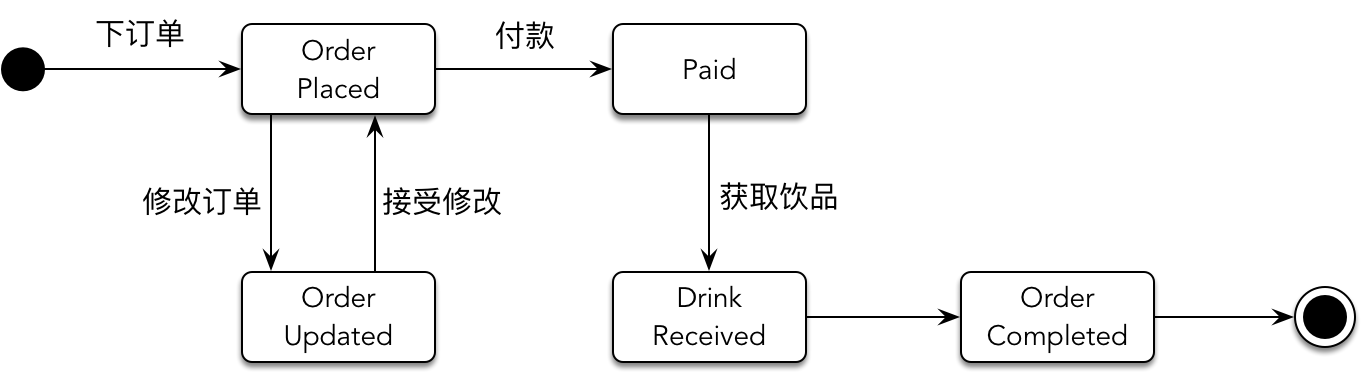 下订单
Order
Placed
付款
Paid
修改订单
接受修改
获取饮品
Order
Updated
Drink
Received
Order
Completed